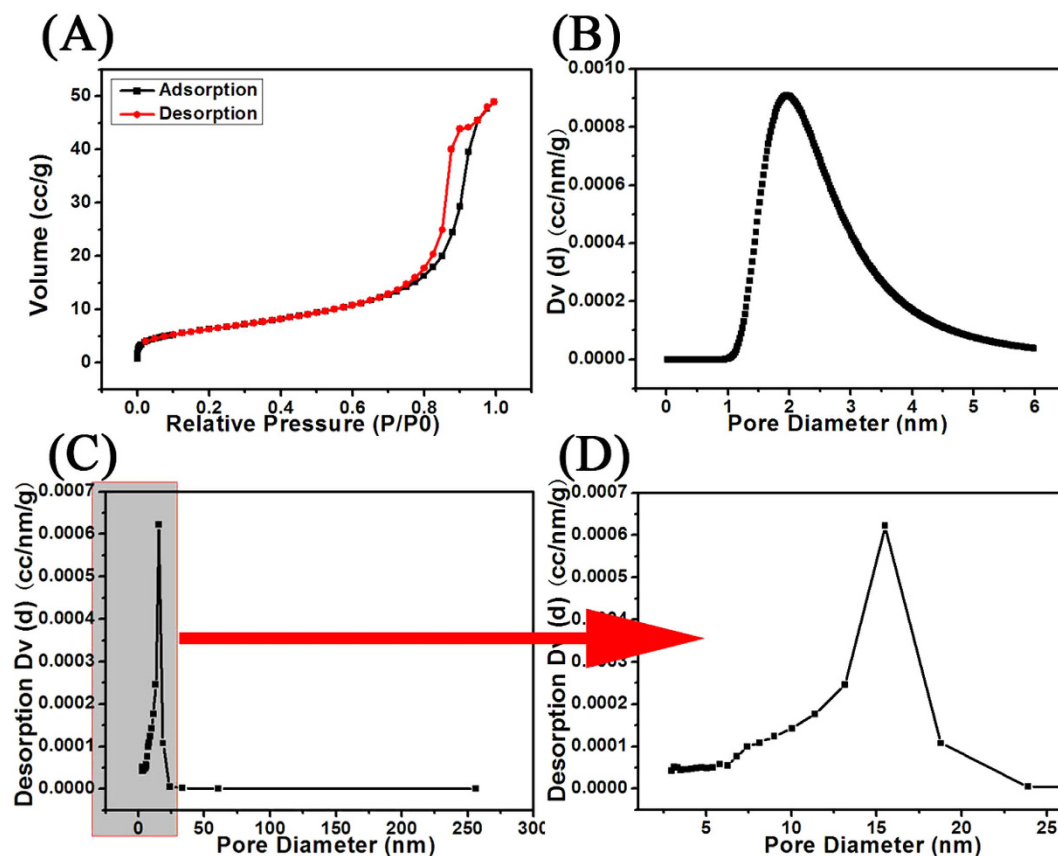 (A)
Adsorption
Desorption
50
40
30
20
10
0
Volume (cc/g)
0.0 0.2 0.4 0.6 0.8 1.0
Relative Pressure (P/P0)
(B)
0.0010
0.0008
0.0006
0.0004
0.0002
0.0000
Dv (d) (cc/nm/g)
0 1 2 3 4 5 6
Pore Diameter (nm)
(C)
0.0007
0.0006
0.0005
0.0004
0.0003
0.0002
0.0001
0.0000
Desorption Dv (d) (cc/nm/g)
0 50 100 150 200 250 300
Pore Diameter (nm)
(D)
0.0007
0.0006
0.0005
0.0004
0.0003
0.0002
0.0001
0.0000
Desorption Dv (d) (cc/nm/g)
5 10 15 20 25
Pore Diameter (nm)